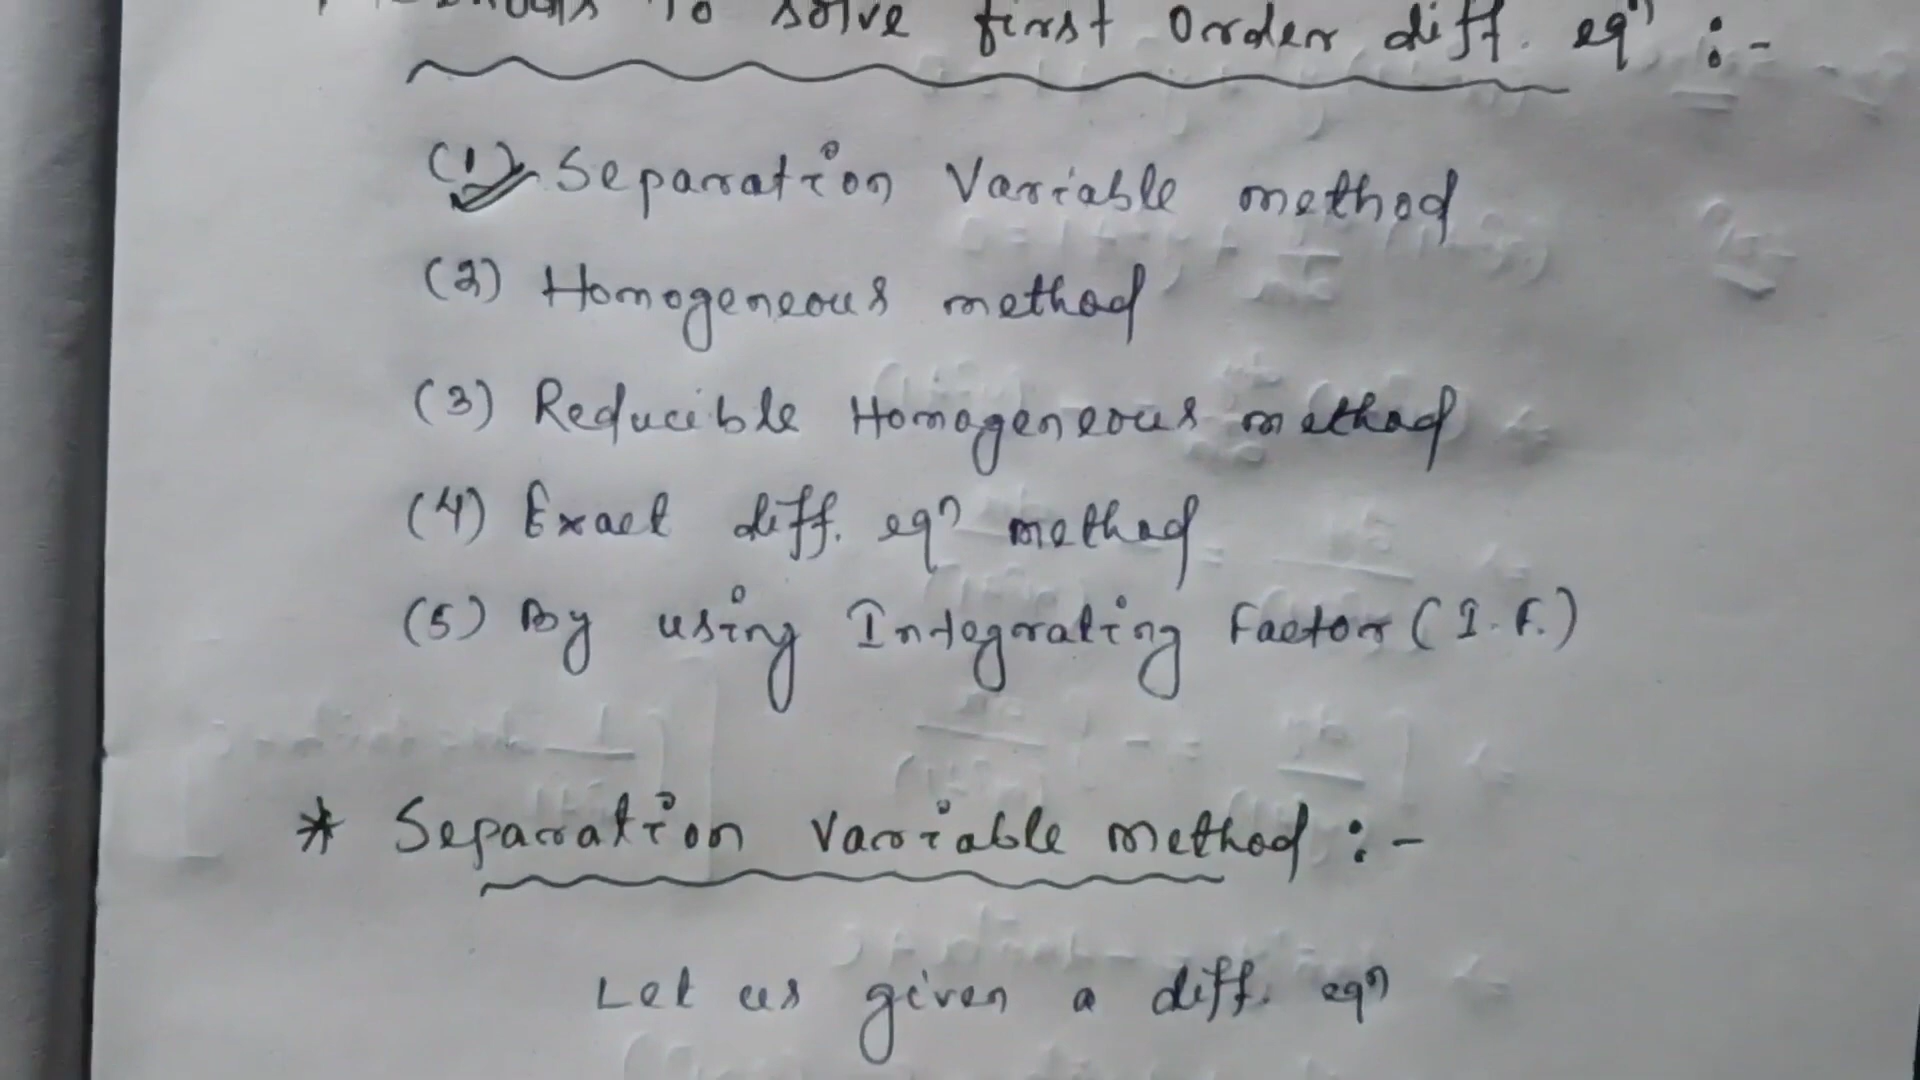 to solve first order diff. eqn :-
(1) Separation Variable method
(2) Homogeneous method
(3) Reducible Homogeneous method
(4) Exact diff. eqn method
(5) By using Integrating Factor (I.F.)
* Separation Variable method :-
Let us given a diff. eqn